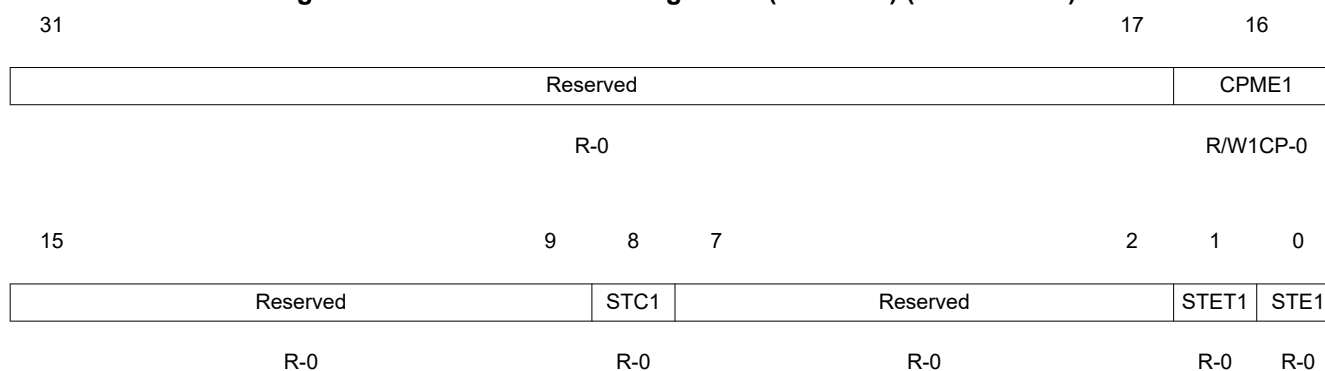 31 17 16
Reserved CPME1
R-0 R/W1CP-0
15 9 8 7 2 1 0
Reserved STC1 Reserved STET1 STE1
R-0 R-0 R-0 R-0 R-0